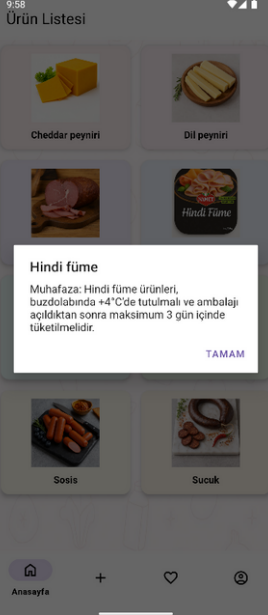 9:58
Ürün Listesi
Cheddar peyniri
Dil peyniri
Hindi Füme
Hindi füme
Muhafaza: Hindi füme ürünleri,
buzdolabında +4°C'de tutulmalı ve ambalajı
açıldıktan sonra maksimum 3 gün içinde
tüketilmelidir.
TAMAM
Sosis
Sucuk
Anasayfa